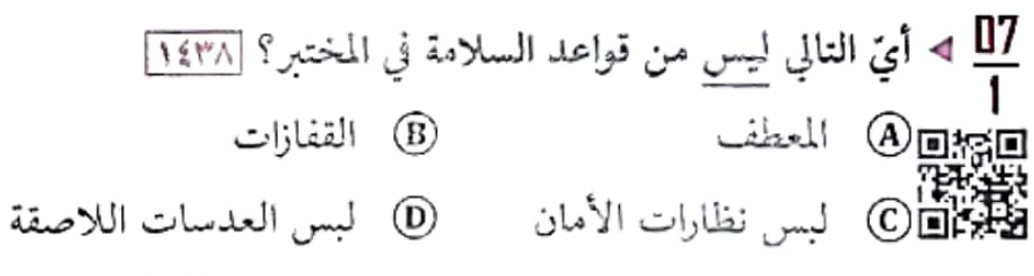 07
1
◄ أيّ التالي ليس من قواعد السلامة في المختبر؟ ١٤٣٨
A المعطف B القفازات
C لبس نظارات الأمان D لبس العدسات اللاصقة